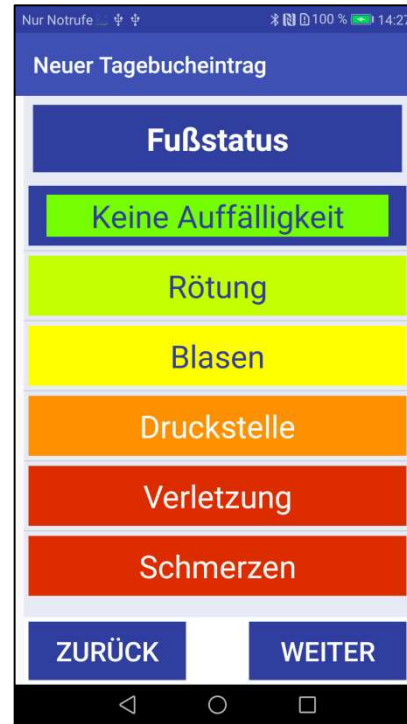 Nur Notrufe 100 % 14:27
Neuer Tagebucheintrag
Fußstatus
Keine Auffälligkeit
Rötung
Blasen
Druckstelle
Verletzung
Schmerzen
ZURÜCK WEITER